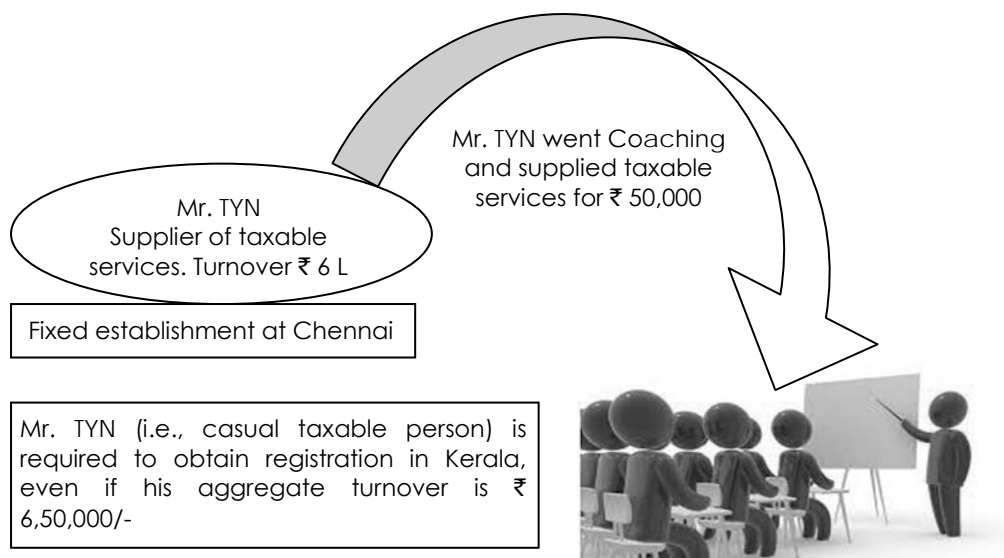 Mr. TYN went Coaching
and supplied taxable
services for ₹ 50,000
Mr. TYN
Supplier of taxable
services. Turnover ₹ 6 L
Fixed establishment at Chennai
Mr. TYN (i.e., casual taxable person) is
required to obtain registration in Kerala,
even if his aggregate turnover is ₹
6,50,000/-